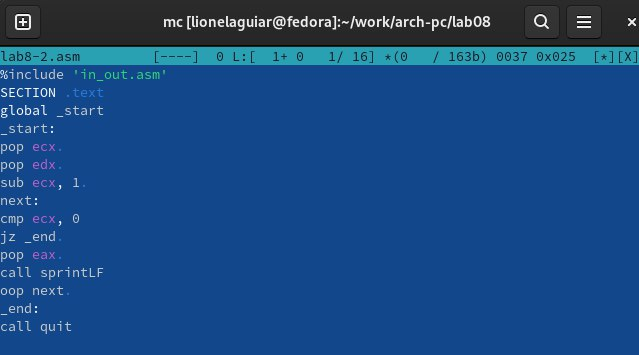 mc [lionelaguiar@fedora]:~/work/arch-pc/lab08
lab8-2.asm [----] 0 L:[ 1+ 0 1/ 16] *(0 / 163b) 0037 0x025 [*][X]
%include 'in_out.asm'
SECTION .text
global _start
_start:
pop ecx.
pop edx.
sub ecx, 1.
next:
cmp ecx, 0
jz _end.
pop eax.
call sprintLF
oop next.
_end:
call quit